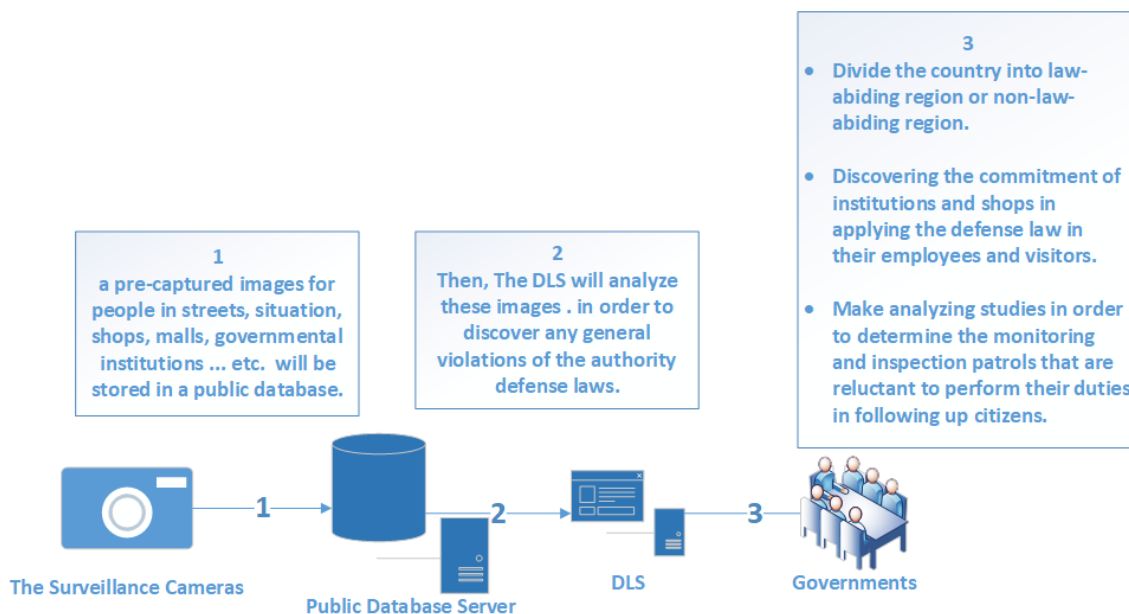 1
a pre-captured images for
people in streets, situation,
shops, malls, governmental
institutions ... etc. will be
stored in a public database.
2
Then, The DLS will analyze
these images . in order to
discover any general
violations of the authority
defense laws.
3
• Divide the country into law-
abiding region or non-law-
abiding region.
• Discovering the commitment of
institutions and shops in
applying the defense law in
their employees and visitors.
• Make analyzing studies in order
to determine the monitoring
and inspection patrols that are
reluctant to perform their duties
in following up citizens.
1
2
3
The Surveillance Cameras
Public Database Server
DLS
Governments